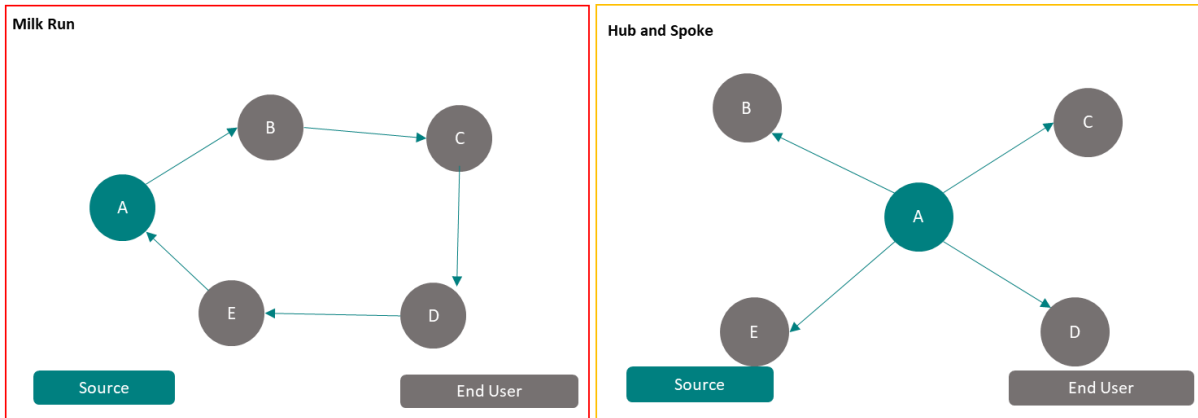 Milk Run
B
C
A
E
D
Source
End User
Hub and Spoke
B
C
A
E
D
Source
End User